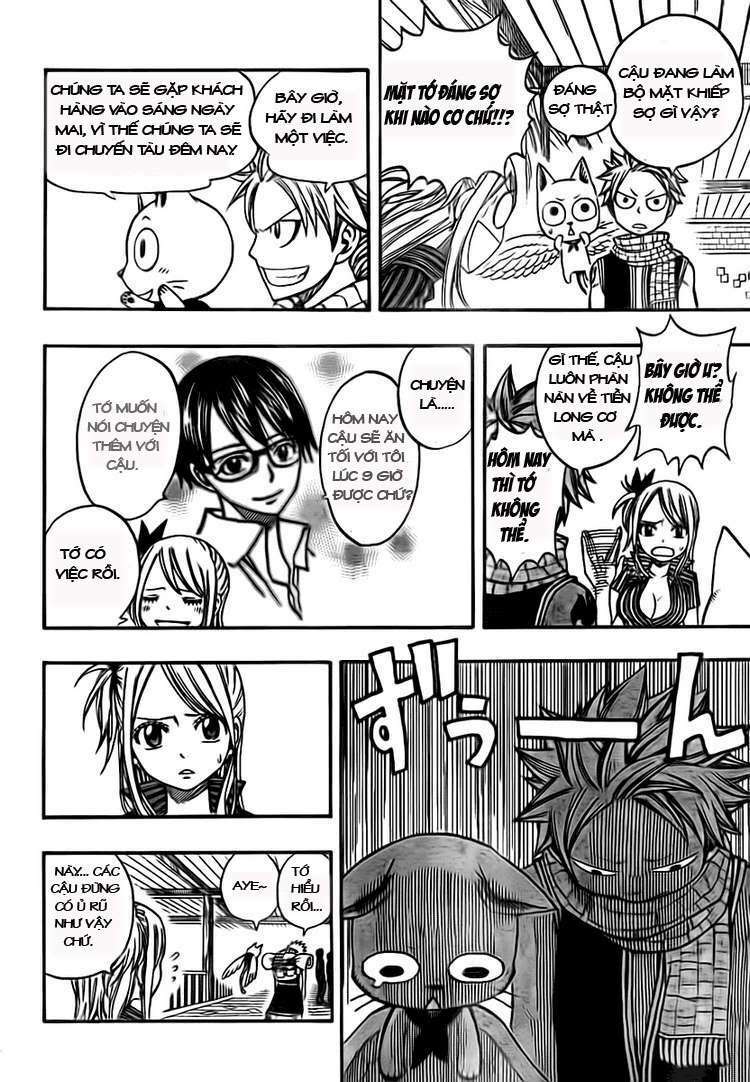 CẬU ĐANG LÀM
BỘ MẶT KHIẾP
SỢ GÌ VẬY?
ĐÁNG
SỢ THẬT
MẶT TỚ ĐÁNG SỢ
KHI NÀO CƠ CHỨ!!?
BÂY GIỜ,
HÃY ĐI LÀM
MỘT VIỆC.
CHÚNG TA SẼ GẶP KHÁCH
HÀNG VÀO SÁNG NGÀY
MAI, VÌ THẾ CHÚNG TA SẼ
ĐI CHUYẾN TÀU ĐÊM NAY.
BÂY GIỜ Ư?
KHÔNG THỂ
ĐƯỢC.
GÌ THẾ, CẬU
LUÔN PHÀN
NÀN VỀ TIỀN
LONG CƠ
MÀ .
HÔM NAY
THÌ TỚ
KHÔNG
THỂ.
CHUYỆN
LÀ.....
HÔM NAY
CẬU SẼ ĂN
TỐI VỚI TÔI
LÚC 9 GIỜ
ĐƯỢC CHỨ?
TỚ MUỐN
NÓI CHUYỆN
THÊM VỚI
CẬU.
TỚ CÓ
VIỆC RỒI.
ずぅーーん
TỚ
HIỂU
RỒI...
AYE~
NÀY... CÁC
CẬU ĐỪNG
CÓ Ủ RŨ
NHƯ VẬY
CHỨ.